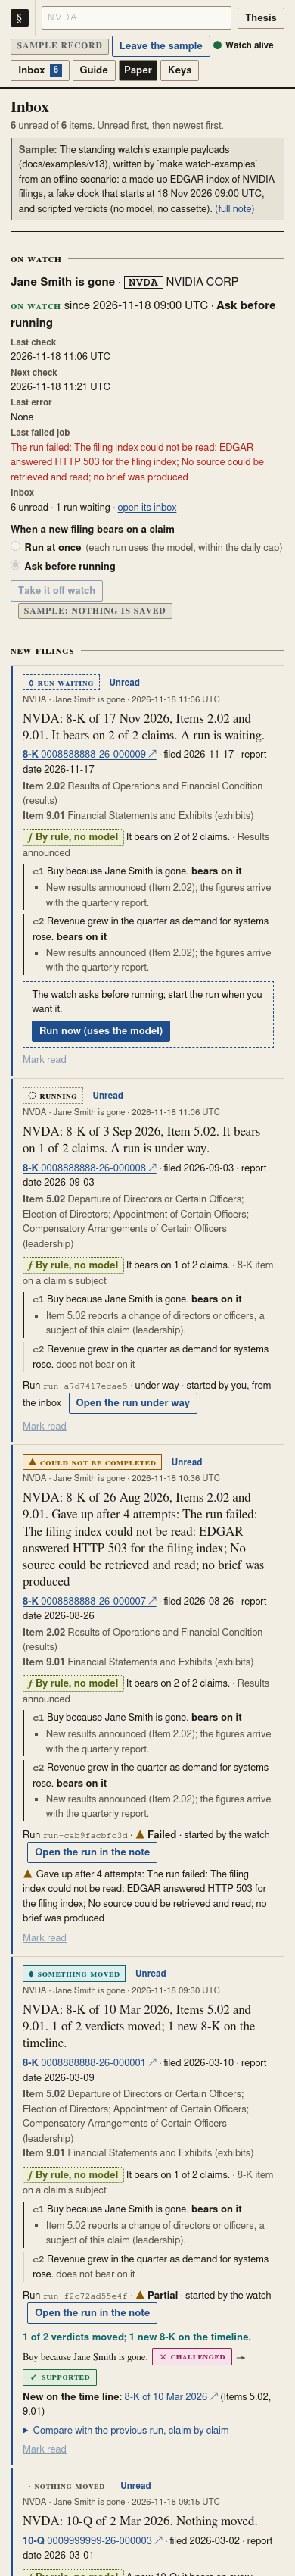 § NVDA Thesis
SAMPLE RECORD Leave the sample Watch alive
Inbox 6 Guide Paper Keys
Inbox
6 unread of 6 items. Unread first, then newest first.
Sample: The standing watch's example payloads
(docs/examples/v13), written by `make watch-examples`
from an offline scenario: a made-up EDGAR index of NVIDIA
filings, a fake clock that starts at 18 Nov 2026 09:00 UTC,
and scripted verdicts (no model, no cassette). (full note)
ON WATCH
Jane Smith is gone · NVDA NVIDIA CORP
ON WATCH since 2026-11-18 09:00 UTC · Ask before
running
Last check
2026-11-18 11:06 UTC
Next check
2026-11-18 11:21 UTC
Last error
None
Last failed job
The run failed: The filing index could not be read: EDGAR
answered HTTP 503 for the filing index; No source could be
retrieved and read; no brief was produced
Inbox
6 unread · 1 run waiting · open its inbox
When a new filing bears on a claim
Run at once (each run uses the model, within the daily cap)
Ask before running
Take it off watch
SAMPLE: NOTHING IS SAVED
NEW FILINGS
◊ RUN WAITING Unread
NVDA · Jane Smith is gone · 2026-11-18 11:06 UTC
NVDA: 8-K of 17 Nov 2026, Items 2.02 and
9.01. It bears on 2 of 2 claims. A run is waiting.
8-K 0008888888-26-000009 ↗ · filed 2026-11-17 · report
date 2026-11-17
Item 2.02 Results of Operations and Financial Condition
(results)
Item 9.01 Financial Statements and Exhibits (exhibits)
ƒ By rule, no model It bears on 2 of 2 claims. · Results
announced
c1 Buy because Jane Smith is gone. bears on it
▪ New results announced (Item 2.02); the figures arrive
with the quarterly report.
c2 Revenue grew in the quarter as demand for systems
rose. bears on it
▪ New results announced (Item 2.02); the figures arrive
with the quarterly report.
The watch asks before running; start the run when you
want it.
Run now (uses the model)
Mark read
◌ RUNNING Unread
NVDA · Jane Smith is gone · 2026-11-18 11:06 UTC
NVDA: 8-K of 3 Sep 2026, Item 5.02. It bears
on 1 of 2 claims. A run is under way.
8-K 0008888888-26-000008 ↗ · filed 2026-09-03 · report
date 2026-09-03
Item 5.02 Departure of Directors or Certain Officers;
Election of Directors; Appointment of Certain Officers;
Compensatory Arrangements of Certain Officers
(leadership)
ƒ By rule, no model It bears on 1 of 2 claims. · 8-K item
on a claim's subject
c1 Buy because Jane Smith is gone. bears on it
▪ Item 5.02 reports a change of directors or officers, a
subject of this claim (leadership).
c2 Revenue grew in the quarter as demand for systems
rose. does not bear on it
Run run-a7d7417ecae5 · under way · started by you, from
the inbox Open the run under way
Mark read
▲ COULD NOT BE COMPLETED Unread
NVDA · Jane Smith is gone · 2026-11-18 10:36 UTC
NVDA: 8-K of 26 Aug 2026, Items 2.02 and
9.01. Gave up after 4 attempts: The run failed:
The filing index could not be read: EDGAR
answered HTTP 503 for the filing index; No
source could be retrieved and read; no brief was
produced
8-K 0008888888-26-000007 ↗ · filed 2026-08-26 · report
date 2026-08-26
Item 2.02 Results of Operations and Financial Condition
(results)
Item 9.01 Financial Statements and Exhibits (exhibits)
ƒ By rule, no model It bears on 2 of 2 claims. · Results
announced
c1 Buy because Jane Smith is gone. bears on it
▪ New results announced (Item 2.02); the figures arrive
with the quarterly report.
c2 Revenue grew in the quarter as demand for systems
rose. bears on it
▪ New results announced (Item 2.02); the figures arrive
with the quarterly report.
Run run-cab9facbfc3d · ▲ Failed · started by the watch
Open the run in the note
▲ Gave up after 4 attempts: The run failed: The filing
index could not be read: EDGAR answered HTTP 503 for
the filing index; No source could be retrieved and read; no
brief was produced
Mark read
♦ SOMETHING MOVED Unread
NVDA · Jane Smith is gone · 2026-11-18 09:30 UTC
NVDA: 8-K of 10 Mar 2026, Items 5.02 and
9.01. 1 of 2 verdicts moved; 1 new 8-K on the
timeline.
8-K 0008888888-26-000001 ↗ · filed 2026-03-10 · report
date 2026-03-09
Item 5.02 Departure of Directors or Certain Officers;
Election of Directors; Appointment of Certain Officers;
Compensatory Arrangements of Certain Officers
(leadership)
Item 9.01 Financial Statements and Exhibits (exhibits)
ƒ By rule, no model It bears on 1 of 2 claims. · 8-K item
on a claim's subject
c1 Buy because Jane Smith is gone. bears on it
▪ Item 5.02 reports a change of directors or officers, a
subject of this claim (leadership).
c2 Revenue grew in the quarter as demand for systems
rose. does not bear on it
Run run-f2c72ad55e4f · ▲ Partial · started by the watch
Open the run in the note
1 of 2 verdicts moved; 1 new 8-K on the timeline.
Buy because Jane Smith is gone. × CHALLENGED →
✓ SUPPORTED
New on the time line: 8-K of 10 Mar 2026 ↗ (Items 5.02,
9.01)
▶ Compare with the previous run, claim by claim
Mark read
· NOTHING MOVED Unread
NVDA · Jane Smith is gone · 2026-11-18 09:15 UTC
NVDA: 10-Q of 2 Mar 2026. Nothing moved.
10-Q 0009999999-26-000003 ↗ · filed 2026-03-02 · report
date 2026-03-01